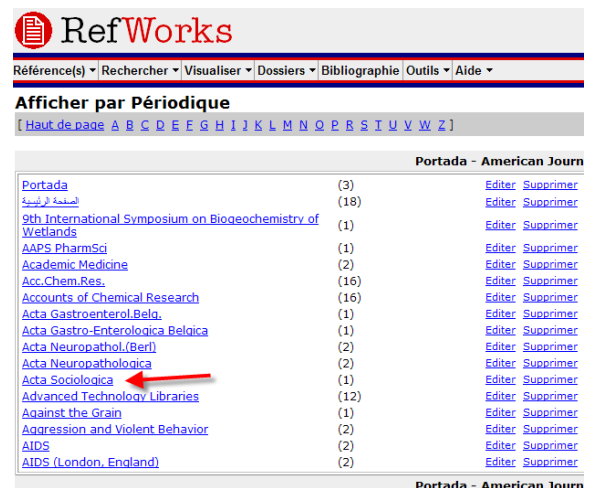 RefWorks
Référence(s) Rechercher Visualiser Dossiers Bibliographie Outils Aide
Afficher par Périodique
[ Haut de page A B C D E F G H I J K L M N O P R S T U V W Z ]
Portada - American Journ
Portada (3) Editer Supprimer
الصفحة الرئيسية (18) Editer Supprimer
9th International Symposium on Biogeochemistry of
Wetlands (1) Editer Supprimer
AAPS PharmSci (1) Editer Supprimer
Academic Medicine (2) Editer Supprimer
Acc.Chem.Res. (16) Editer Supprimer
Accounts of Chemical Research (16) Editer Supprimer
Acta Gastroenterol.Belg. (1) Editer Supprimer
Acta Gastro-Enterologica Belgica (1) Editer Supprimer
Acta Neuropathol.(Berl) (2) Editer Supprimer
Acta Neuropathologica (2) Editer Supprimer
Acta Sociologica (1) Editer Supprimer
Advanced Technology Libraries (12) Editer Supprimer
Against the Grain (1) Editer Supprimer
Aggression and Violent Behavior (2) Editer Supprimer
AIDS (2) Editer Supprimer
AIDS (London, England) (2) Editer Supprimer
Portada - American Journ